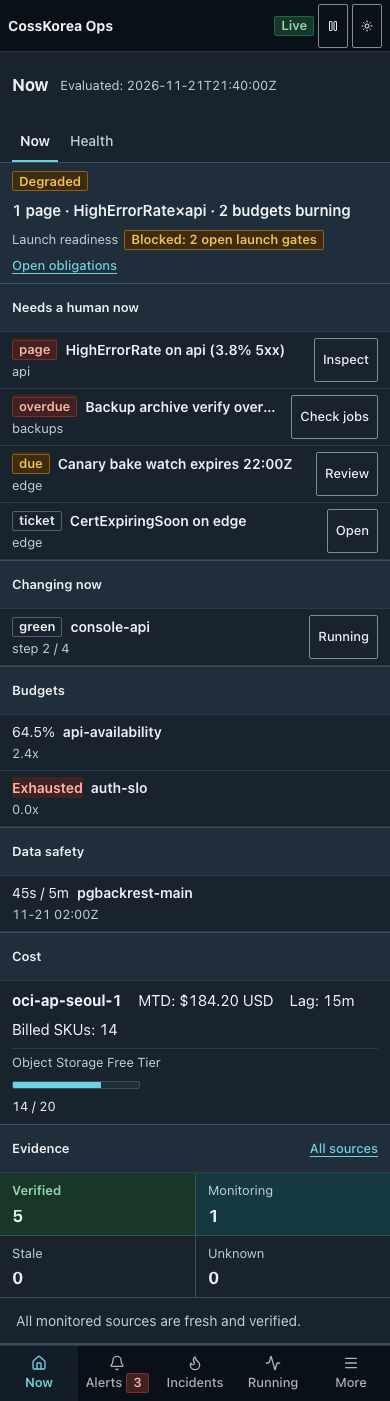 CossKorea Ops
Live
Now Evaluated: 2026-11-21T21:40:00Z
Now Health
Degraded
1 page · HighErrorRate×api · 2 budgets burning
Launch readiness Blocked: 2 open launch gates
Open obligations
Needs a human now
page HighErrorRate on api (3.8% 5xx)
api
Inspect
overdue Backup archive verify over...
backups
Check jobs
due Canary bake watch expires 22:00Z
edge
Review
ticket CertExpiringSoon on edge
edge
Open
Changing now
green console-api
step 2 / 4
Running
Budgets
64.5% api-availability
2.4x
Exhausted auth-slo
0.0x
Data safety
45s / 5m pgbackrest-main
11-21 02:00Z
Cost
oci-ap-seoul-1 MTD: $184.20 USD Lag: 15m
Billed SKUs: 14
Object Storage Free Tier
14 / 20
Evidence All sources
Verified
5
Monitoring
1
Stale
0
Unknown
0
All monitored sources are fresh and verified.
Now
Alerts 3
Incidents
Running
More